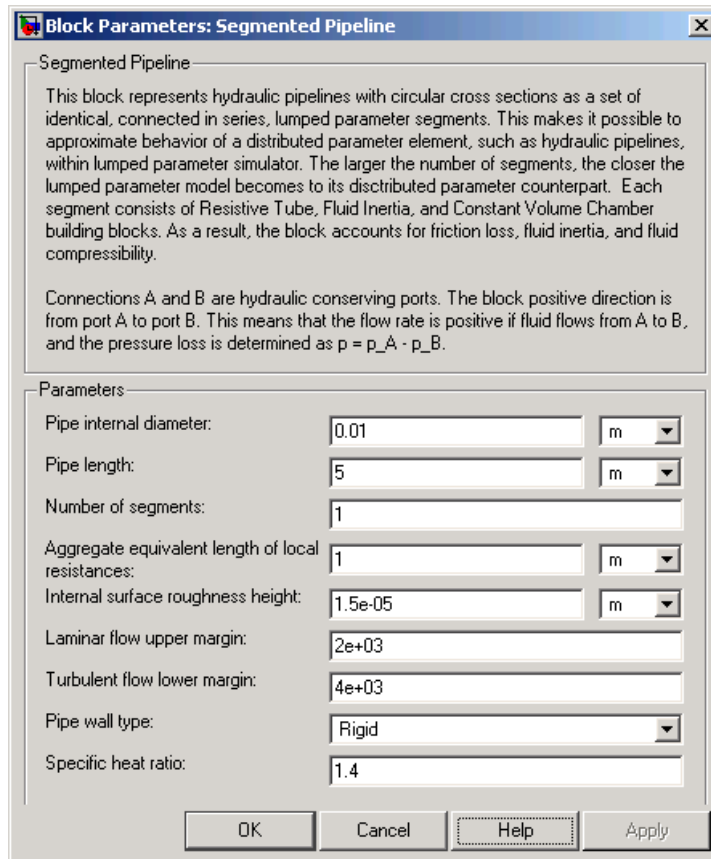 Block Parameters: Segmented Pipeline
Segmented Pipeline
This block represents hydraulic pipelines with circular cross sections as a set of
identical, connected in series, lumped parameter segments. This makes it possible to
approximate behavior of a distributed parameter element, such as hydraulic pipelines,
within lumped parameter simulator. The larger the number of segments, the closer the
lumped parameter model becomes to its disctributed parameter counterpart.  Each
segment consists of Resistive Tube, Fluid Inertia, and Constant Volume Chamber
building blocks. As a result, the block accounts for friction loss, fluid inertia, and fluid
compressibility.
Connections A and B are hydraulic conserving ports. The block positive direction is
from port A to port B. This means that the flow rate is positive if fluid flows from A to B,
and the pressure loss is determined as p = p_A - p_B.
Parameters
Pipe internal diameter: 0.01 m
Pipe length: 5 m
Number of segments: 1
Aggregate equivalent length of local
resistances: 1 m
Internal surface roughness height: 1.5e-05 m
Laminar flow upper margin: 2e+03
Turbulent flow lower margin: 4e+03
Pipe wall type: Rigid
Specific heat ratio: 1.4
OK Cancel Help Apply